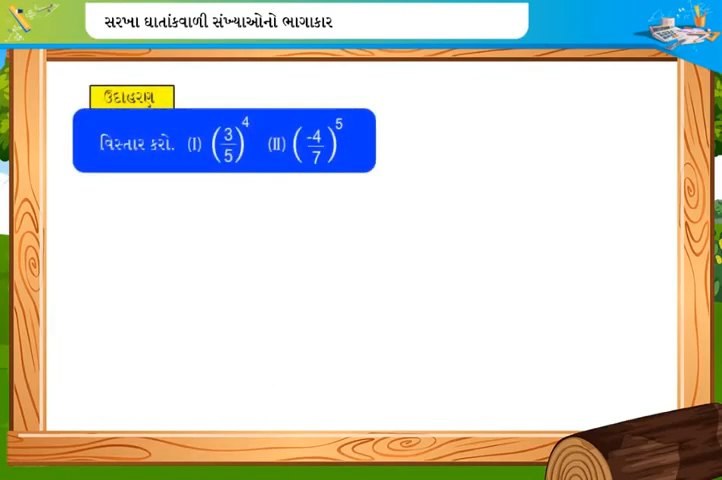 સરખા ઘાતાંકવાળી સંખ્યાઓનો ભાગાકાર
ઉદાહરણ
વિસ્તાર કરો. (I) (3/5)^4 (II) (-4/7)^5